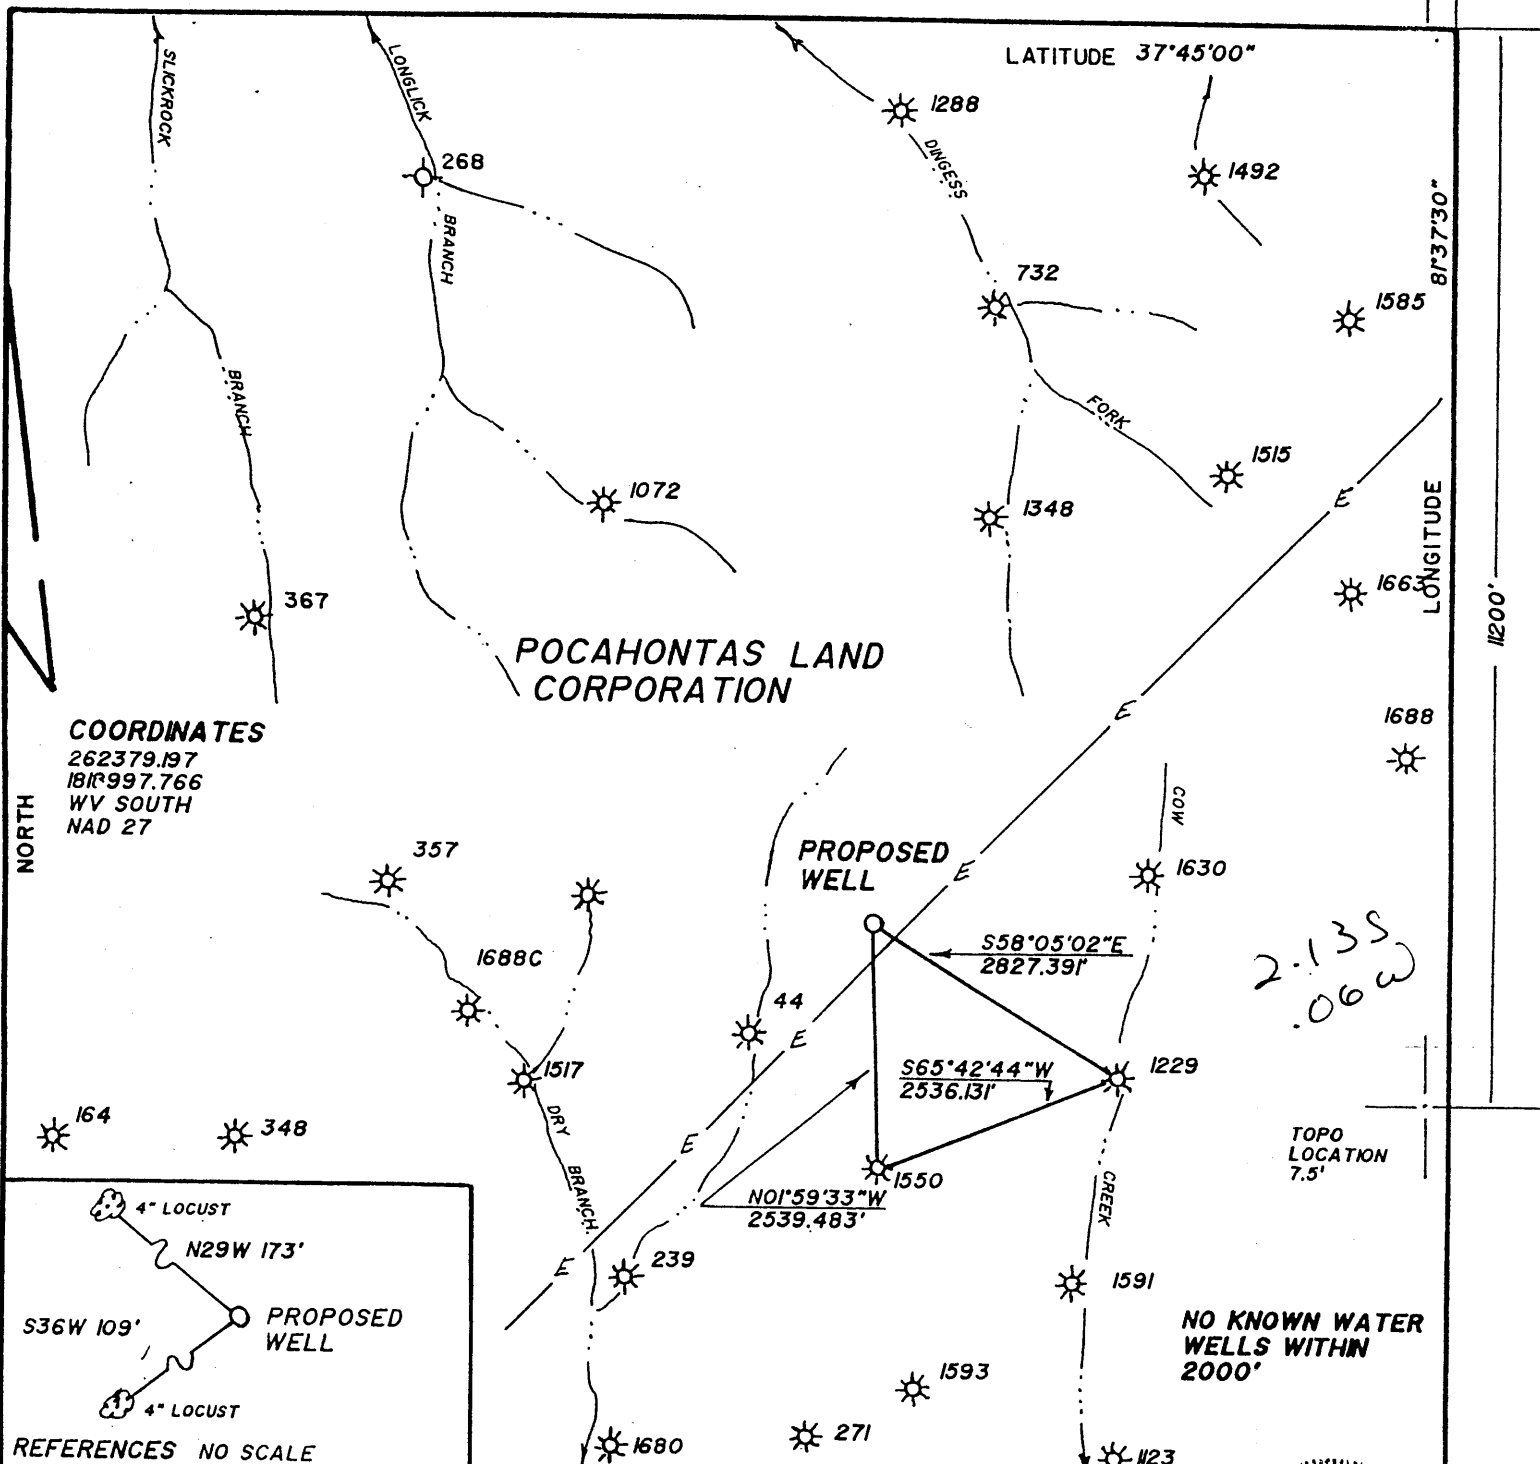 LATITUDE 37°45'00"
SLICKROCK
LONGLICK
1288
DINGESS
268
1492
81°37'30"
BRANCH
732
1585
BRANCH
FORK
1515
1072
1348
LONGITUDE
367
1663
11200'
POCAHONTAS LAND
CORPORATION
1688
COORDINATES
262379.197
WV SOUTH
NAD 27
NORTH
COW
357
PROPOSED
WELL
1630
1688C
S58°05'02"E
2827.391'
2.13S
.06W
44
1517
S65°42'44"W
2536.131'
1229
164
348
DRY
BRANCH
TOPO
LOCATION
7.5'
1550
N01°59'33"W
2539.483'
CREEK
4" LOCUST
N29W 173'
239
1591
S36W 109'
PROPOSED
WELL
NO KNOWN WATER
WELLS WITHIN
2000'
1593
4" LOCUST
271
1680
1123
REFERENCES NO SCALE
E
E
E
E
E
E